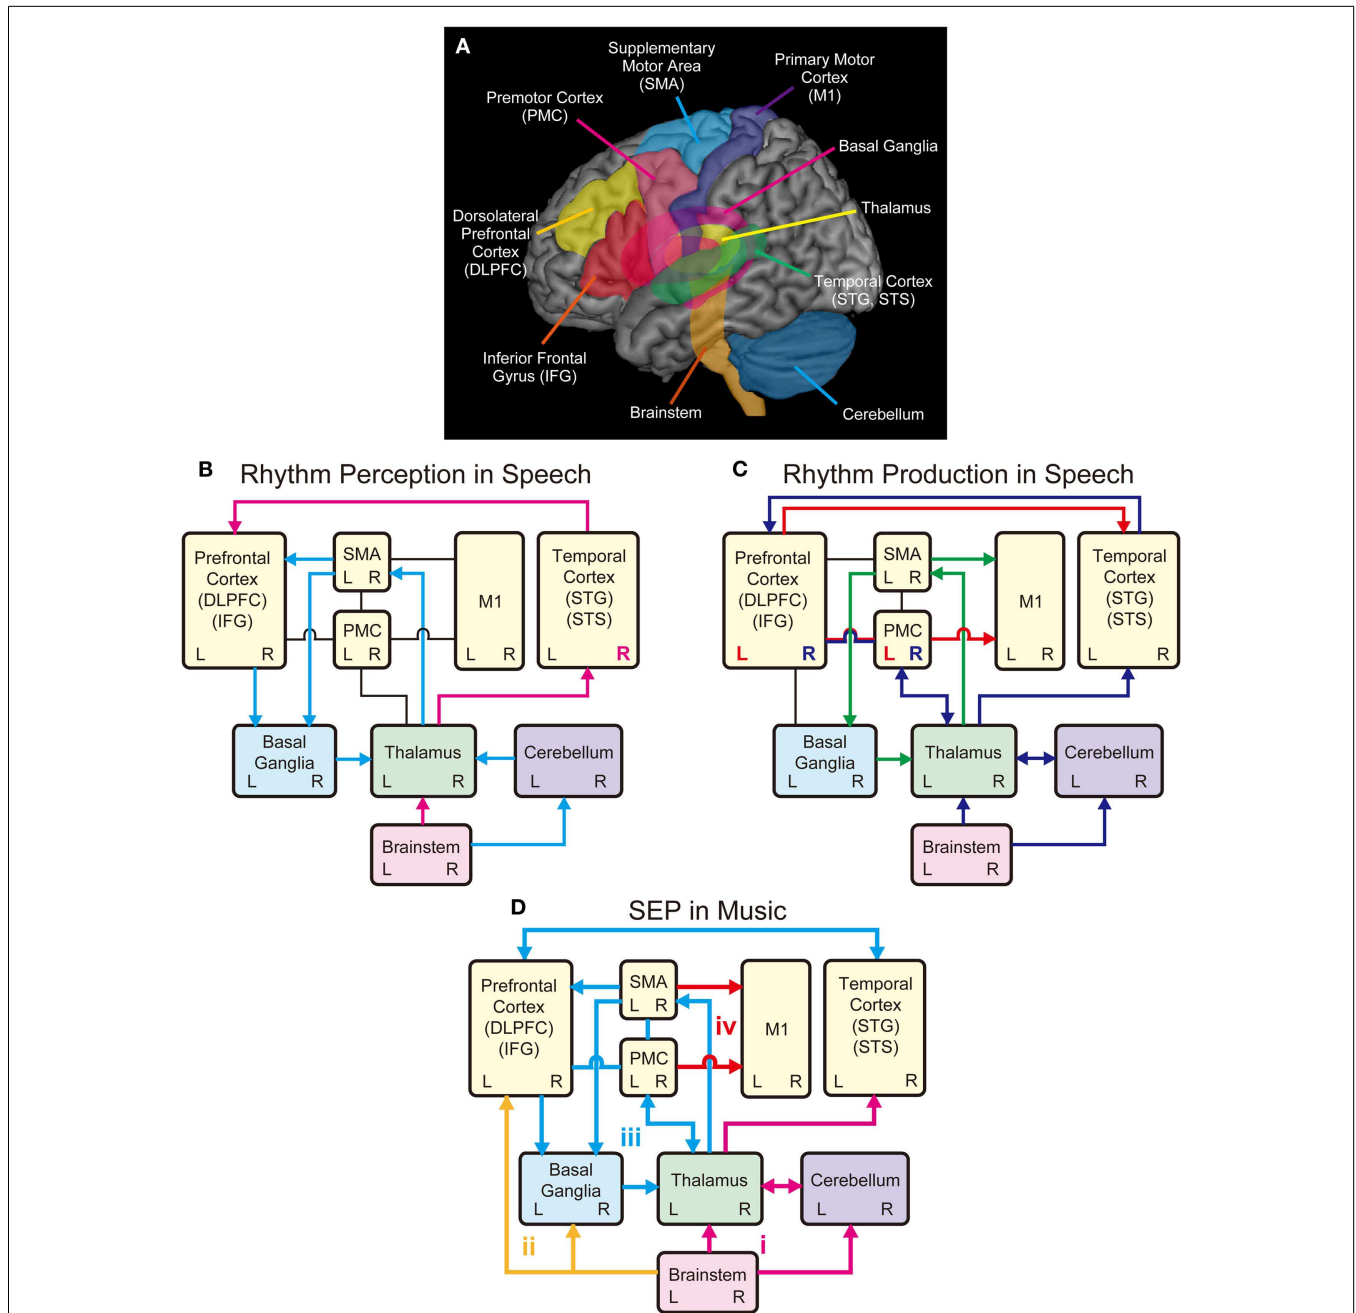 A
Supplementary
Motor Area
(SMA)
Primary Motor
Cortex
(M1)
Premotor Cortex
(PMC)
Basal Ganglia
Thalamus
Dorsolateral
Prefrontal
Cortex
(DLPFC)
Temporal Cortex
(STG, STS)
Inferior Frontal
Gyrus (IFG)
Brainstem
Cerebellum
B Rhythm Perception in Speech
Prefrontal
Cortex
(DLPFC)
(IFG)
L R
SMA
L R
PMC
L R
M1
L R
Temporal
Cortex
(STG)
(STS)
L R
Basal
Ganglia
L R
Thalamus
L R
Cerebellum
L R
Brainstem
L R
C Rhythm Production in Speech
Prefrontal
Cortex
(DLPFC)
(IFG)
L R
SMA
L R
PMC
L R
M1
L R
Temporal
Cortex
(STG)
(STS)
L R
Basal
Ganglia
L R
Thalamus
L R
Cerebellum
L R
Brainstem
L R
D SEP in Music
Prefrontal
Cortex
(DLPFC)
(IFG)
L R
SMA
L R
iv
PMC
L R
M1
L R
Temporal
Cortex
(STG)
(STS)
L R
iii
Basal
Ganglia
L R
Thalamus
L R
Cerebellum
L R
ii
i
Brainstem
L R